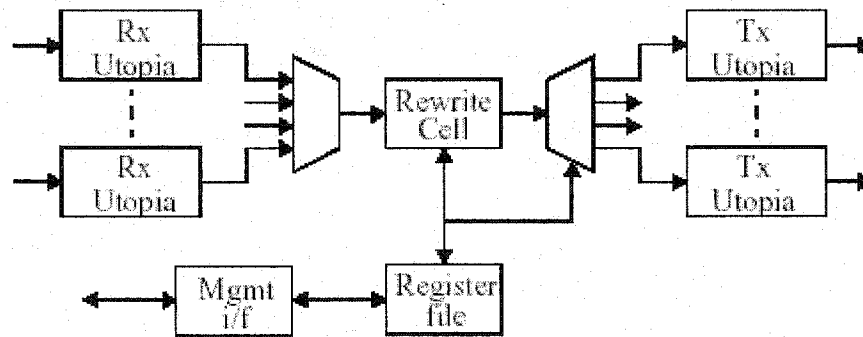 Rx
Utopia
Tx
Utopia
Rewrite
Cell
Rx
Utopia
Tx
Utopia
Mgmt
i/f
Register
file